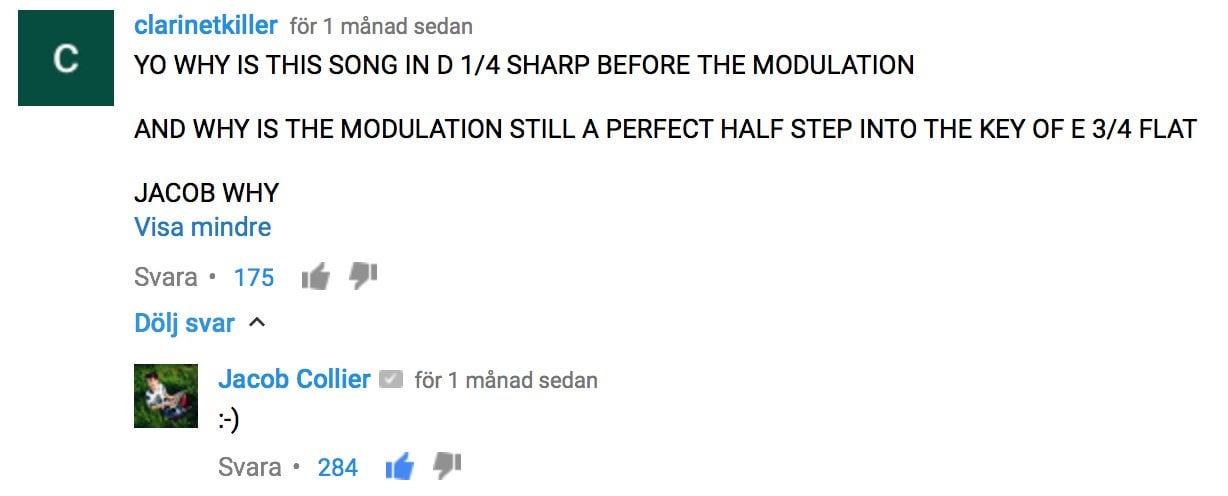 C
clarinetkiller för 1 månad sedan
YO WHY IS THIS SONG IN D 1/4 SHARP BEFORE THE MODULATION
AND WHY IS THE MODULATION STILL A PERFECT HALF STEP INTO THE KEY OF E 3/4 FLAT
JACOB WHY
Visa mindre
Svara • 175
Dölj svar
Jacob Collier för 1 månad sedan
:-)
Svara • 284